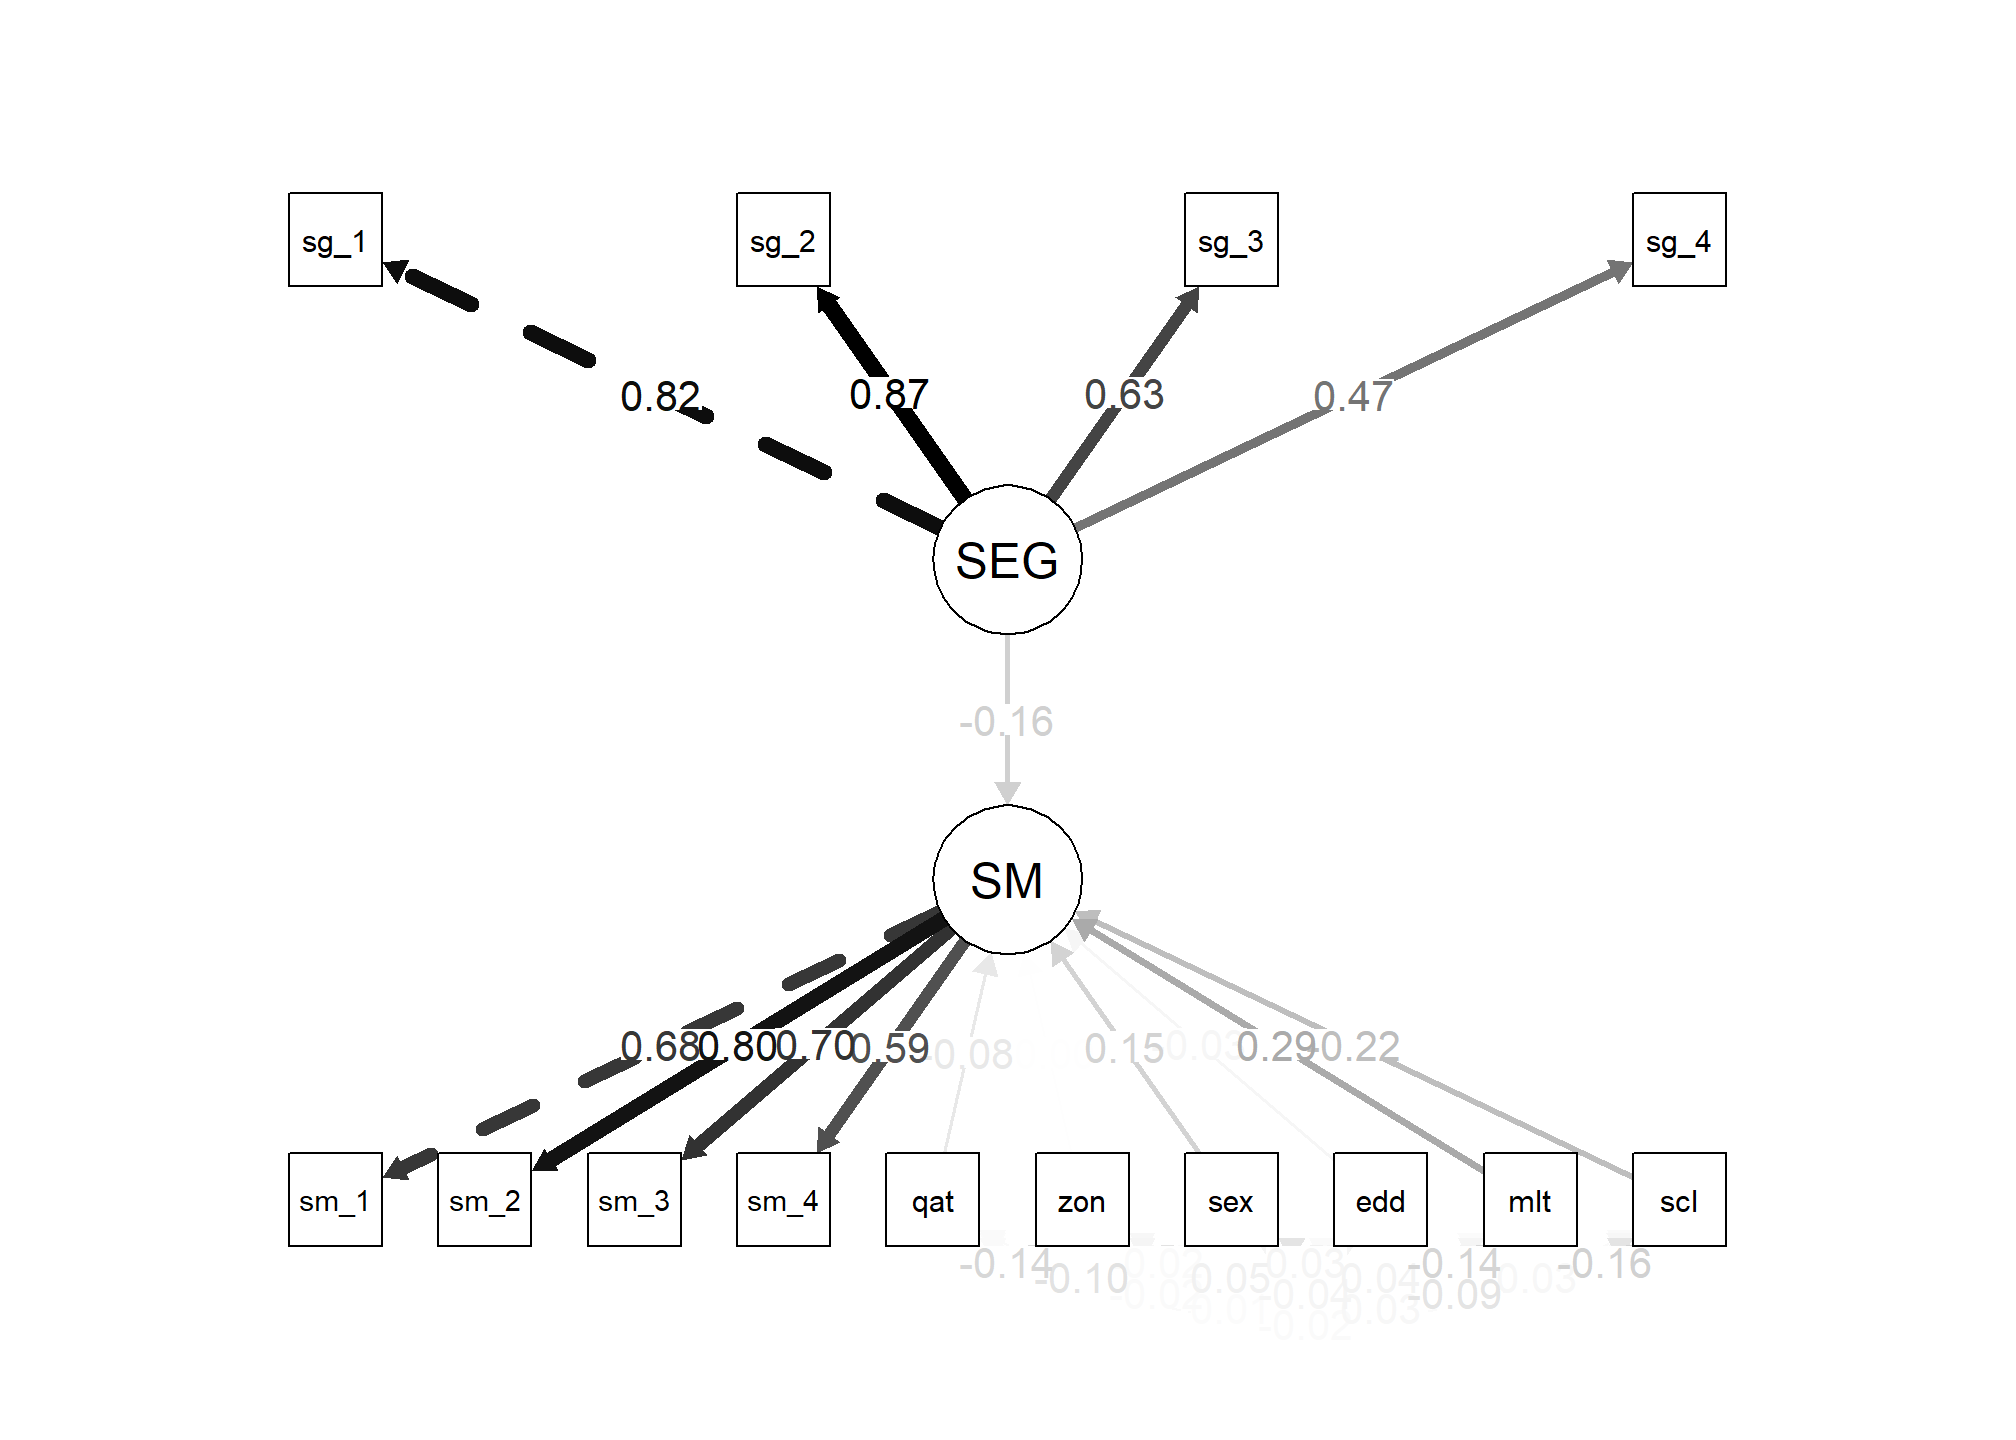 sg_1 sg_2 sg_3 sg_4
0.82 0.87 0.63 0.47
SEG
-0.16
SM
0.68 0.80 0.70 0.59 -0.08 0.15 0.03 0.29 -0.22
sm_1 sm_2 sm_3 sm_4 qat zon sex edd mlt scl
-0.14 -0.10 0.02 0.05 0.03 0.04 -0.14 0.03 -0.16
-0.02 -0.04 -0.09
0.01 0.03
-0.02